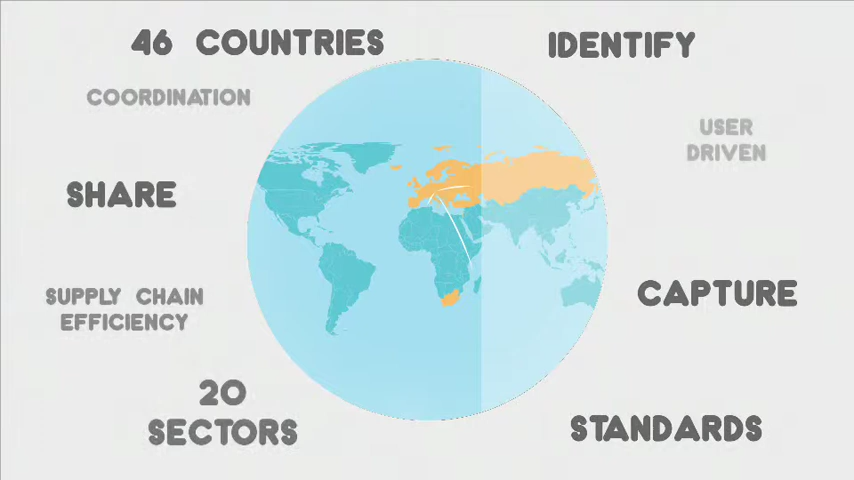 46 COUNTRIES
IDENTIFY
COORDINATION
USER
DRIVEN
SHARE
SUPPLY CHAIN
EFFICIENCY
CAPTURE
20
SECTORS
STANDARDS